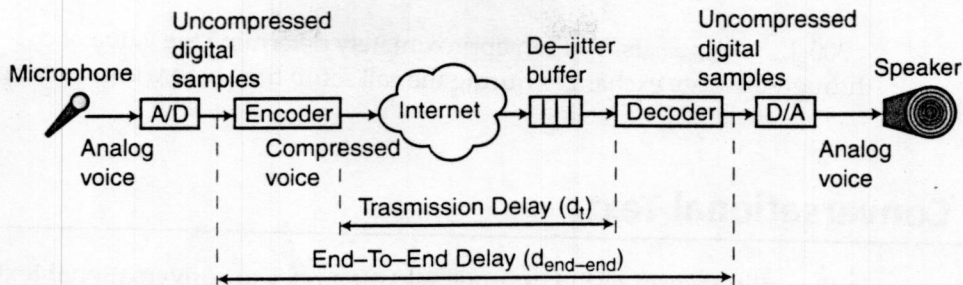 Uncompressed
digital
samples
De–jitter
buffer
Uncompressed
digital
samples
Microphone
Speaker
A/D
Encoder
Internet
Decoder
D/A
Analog
voice
Compressed
voice
Analog
voice
Trasmission Delay (dt)
End–To–End Delay (dend–end)